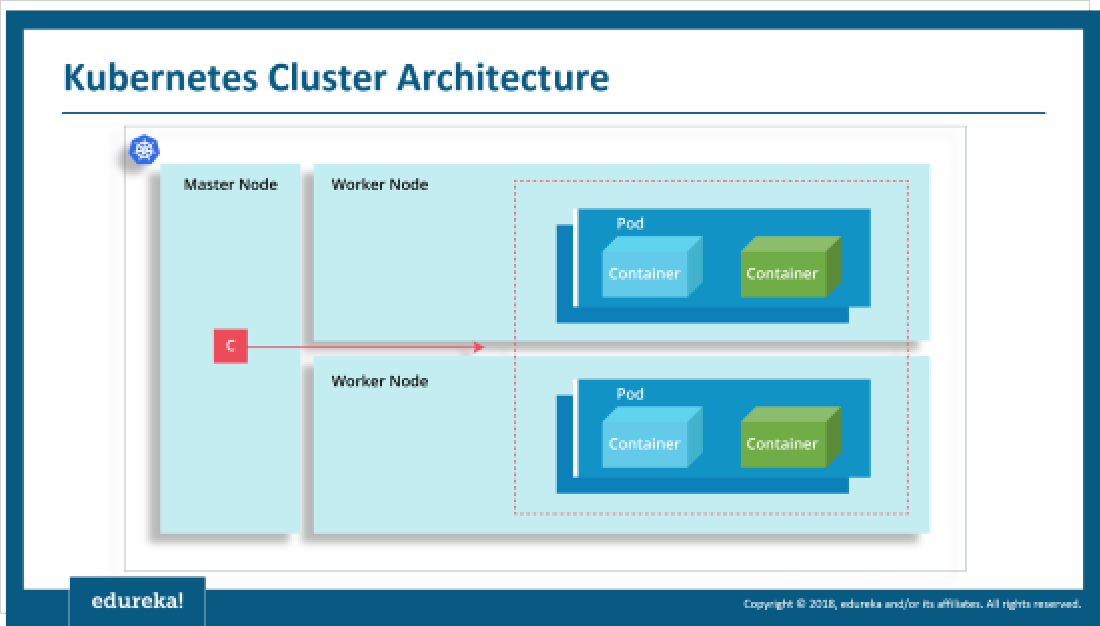 Kubernetes Cluster Architecture
Master Node
Worker Node
Pod
Container
Container
C
Worker Node
Pod
Container
Container
edureka!
Copyright © 2018, edureka and/or its affiliates. All rights reserved.